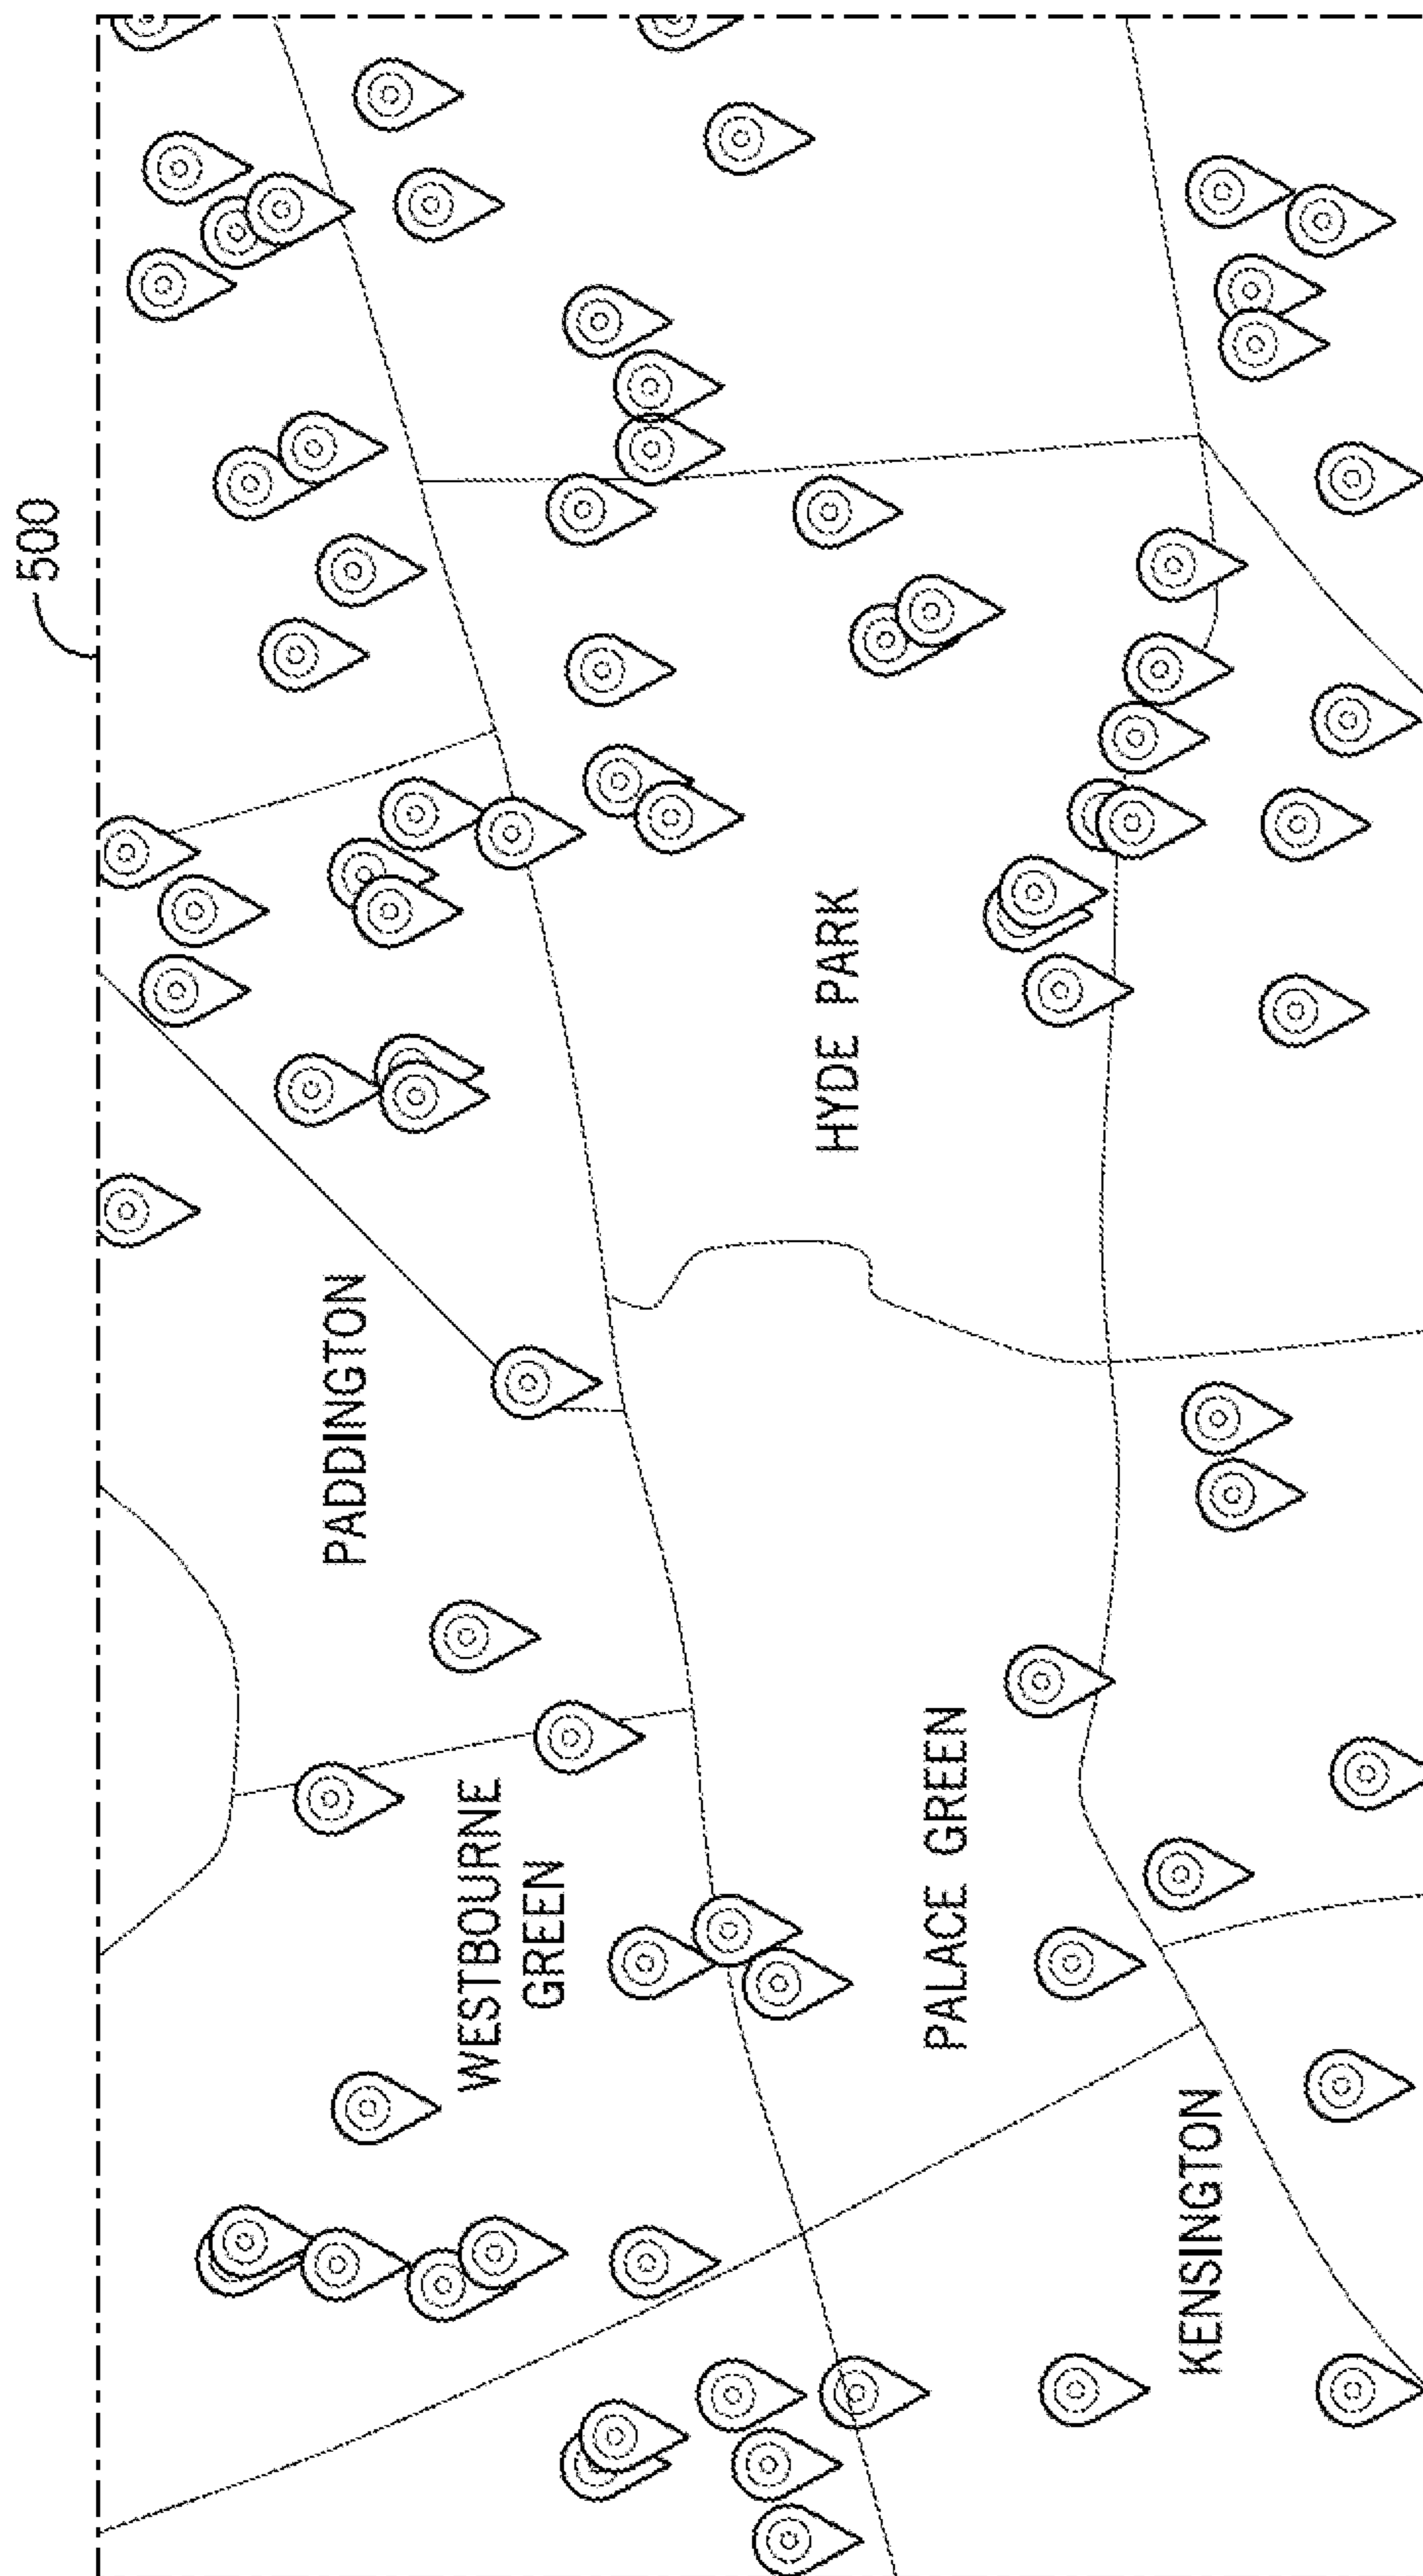 500
PADDINGTON
WESTBOURNE
GREEN
HYDE PARK
PALACE GREEN
KENSINGTON